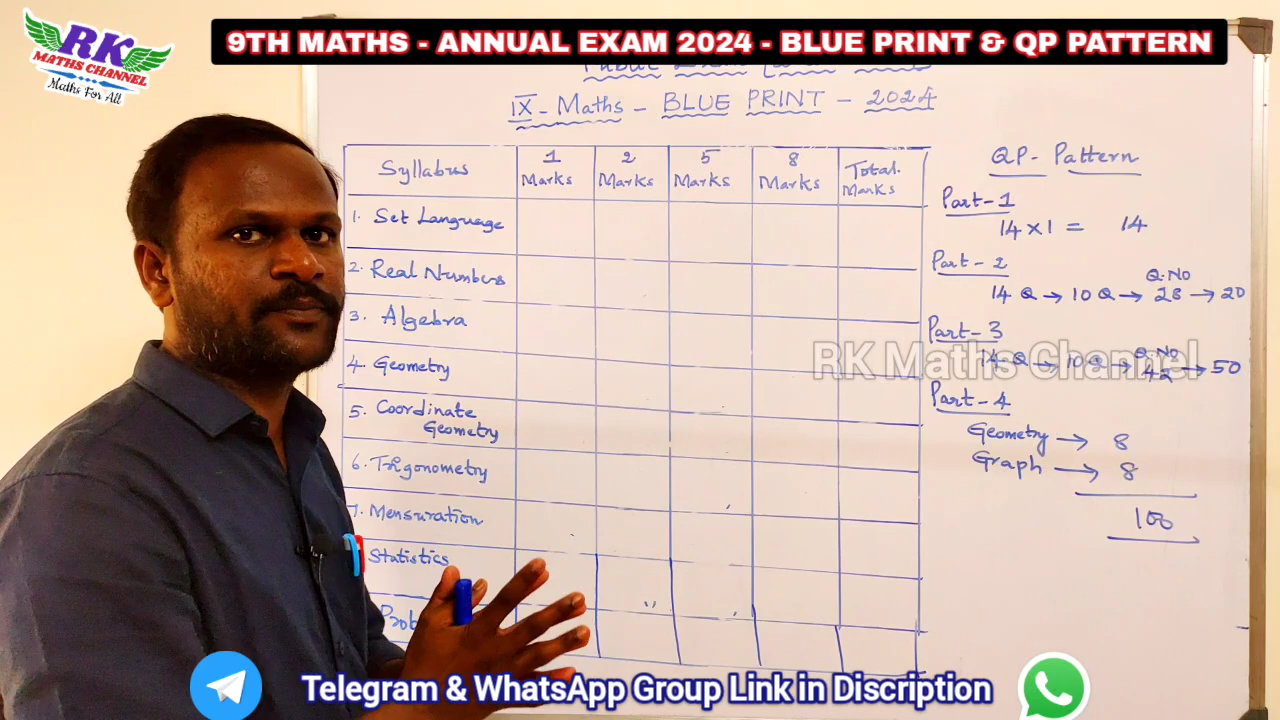 RK
MATHS CHANNEL
Maths For All
9TH MATHS - ANNUAL EXAM 2024 - BLUE PRINT & QP PATTERN
IX - Maths - BLUE PRINT - 2024
Syllabus
1 Marks
2 Marks
5 Marks
8 Marks
Total. Marks
1. Set Language
2. Real Numbers
3. Algebra
4. Geometry
5. Coordinate
Geometry
6. Trigonometry
7. Mensuration
Statistics
QP - Pattern
Part - 1
14 x 1 = 14
Part - 2
Q.NO
14 Q → 10 Q → 28 → 20
Part - 3
Q.No
14 Q → 10 Q → 42 → 50
RK Maths Channel
Part - 4
Geometry → 8
Graph → 8
100
Telegram & WhatsApp Group Link in Discription